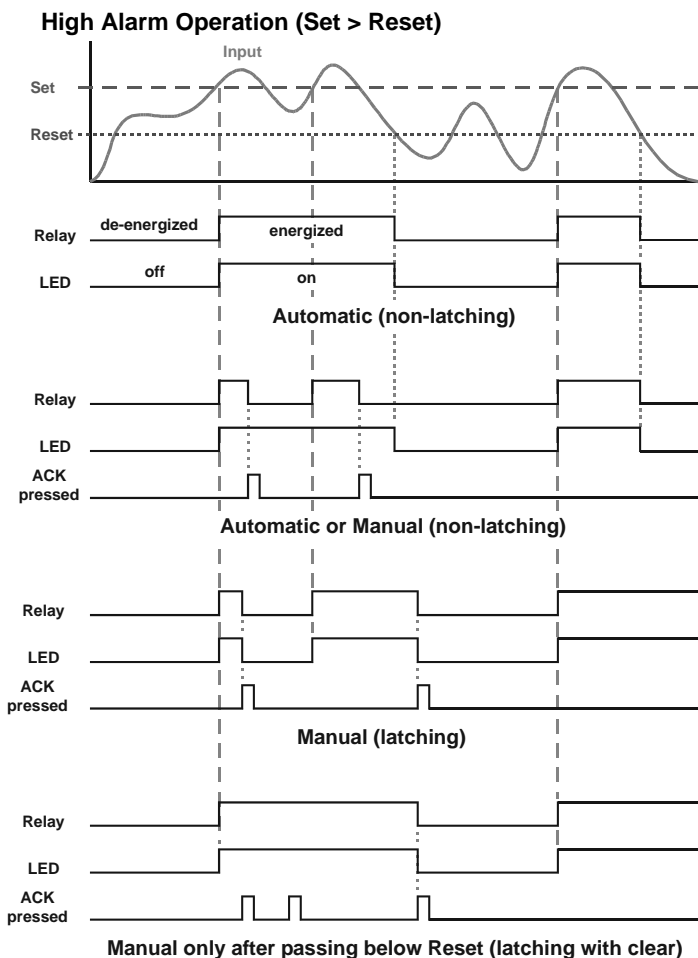 High Alarm Operation (Set > Reset)
Input
Set
Reset
de-energized
energized
Relay
off
on
LED
Automatic (non-latching)
Relay
LED
ACK
pressed
Automatic or Manual (non-latching)
Relay
LED
ACK
pressed
Manual (latching)
Relay
LED
ACK
pressed
Manual only after passing below Reset (latching with clear)